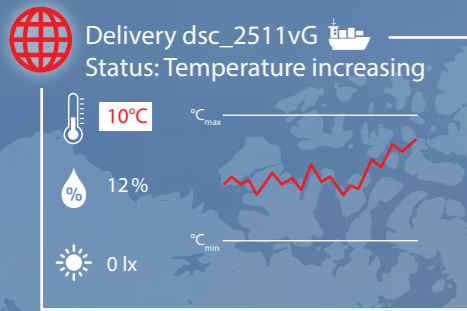 Delivery dsc_2511vG
Status: Temperature increasing
10°C
°Cmax
%
12 %
°Cmin
0 lx